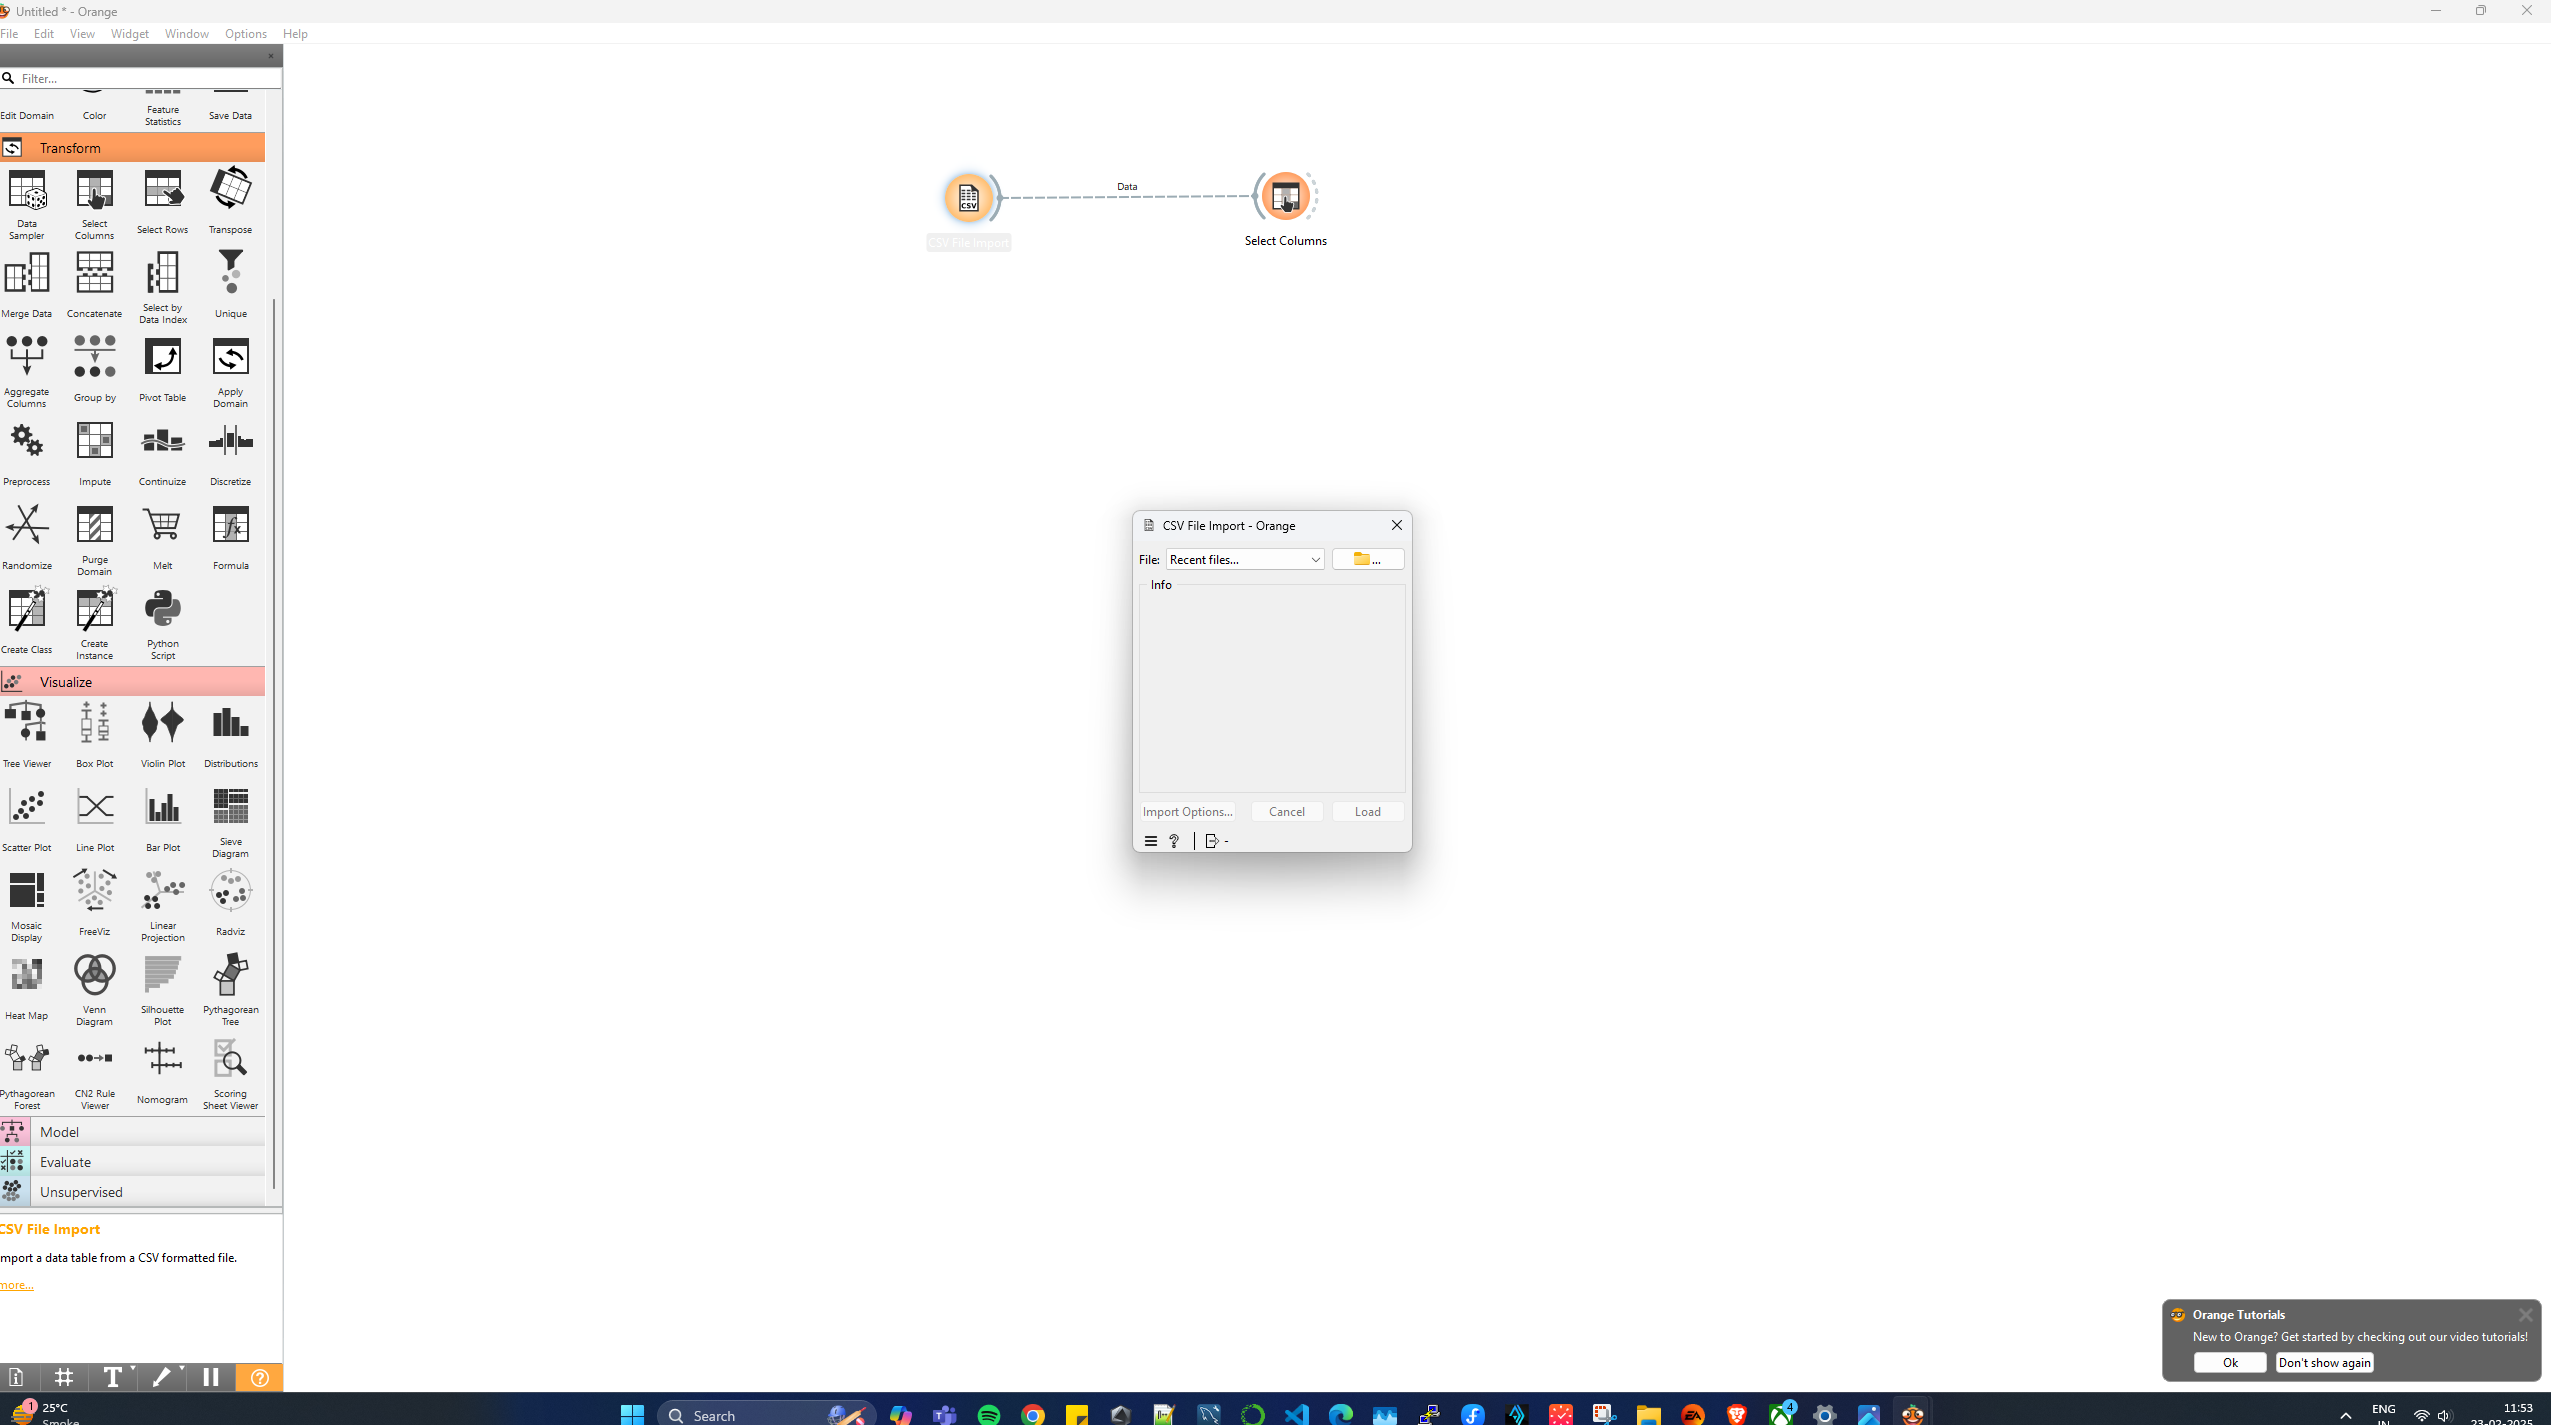 Untitled * - Orange
File Edit View Widget Window Options Help
Filter...
Edit Domain Color Feature Statistics Save Data
Transform
Data Sampler Select Columns Select Rows Transpose
Merge Data Concatenate Select by Data Index Unique
Aggregate Columns Group by Pivot Table Apply Domain
Preprocess Impute Continuize Discretize
Randomize Purge Domain Melt Formula
Create Class Create Instance Python Script
Visualize
Tree Viewer Box Plot Violin Plot Distributions
Scatter Plot Line Plot Bar Plot Sieve Diagram
Mosaic Display FreeViz Linear Projection Radviz
Heat Map Venn Diagram Silhouette Plot Pythagorean Tree
Pythagorean Forest CN2 Rule Viewer Nomogram Scoring Sheet Viewer
Model
Evaluate
Unsupervised
CSV File Import
mport a data table from a CSV formatted file.
more...
CSV
CSV File Import
Data
Select Columns
CSV File Import - Orange
File: Recent files... ...
Info
Import Options... Cancel Load
? -
Orange Tutorials
New to Orange? Get started by checking out our video tutorials!
Ok Don't show again
1 25°C
Smoke
Search
EA
4
ENG
IN
11:53
23-02-2025